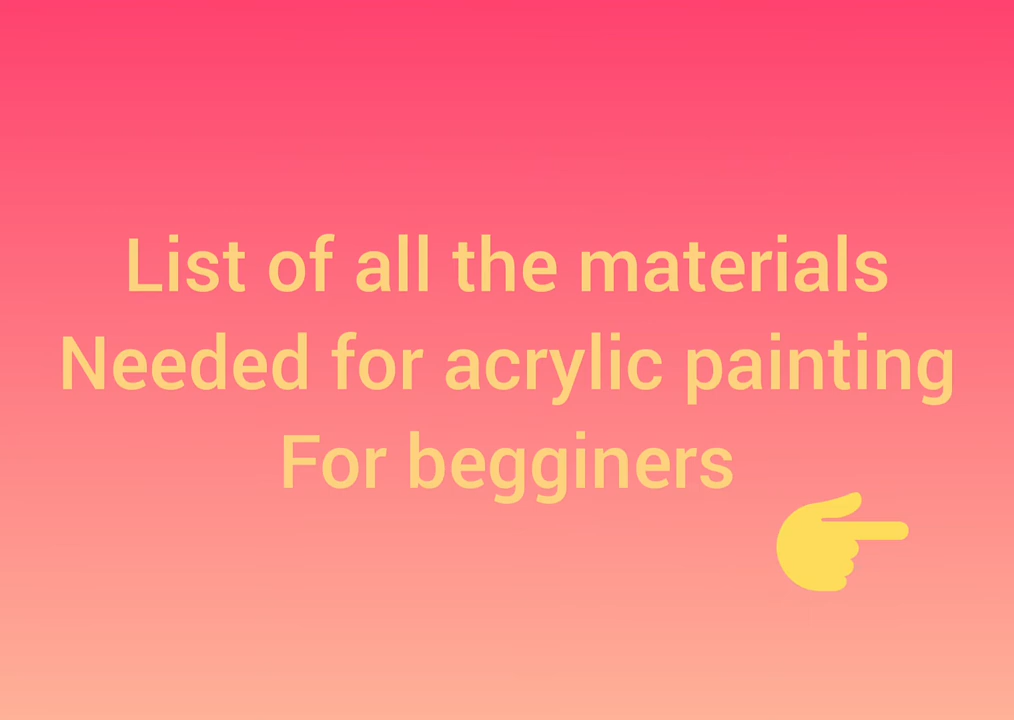 List of all the materials
Needed for acrylic painting
For begginers